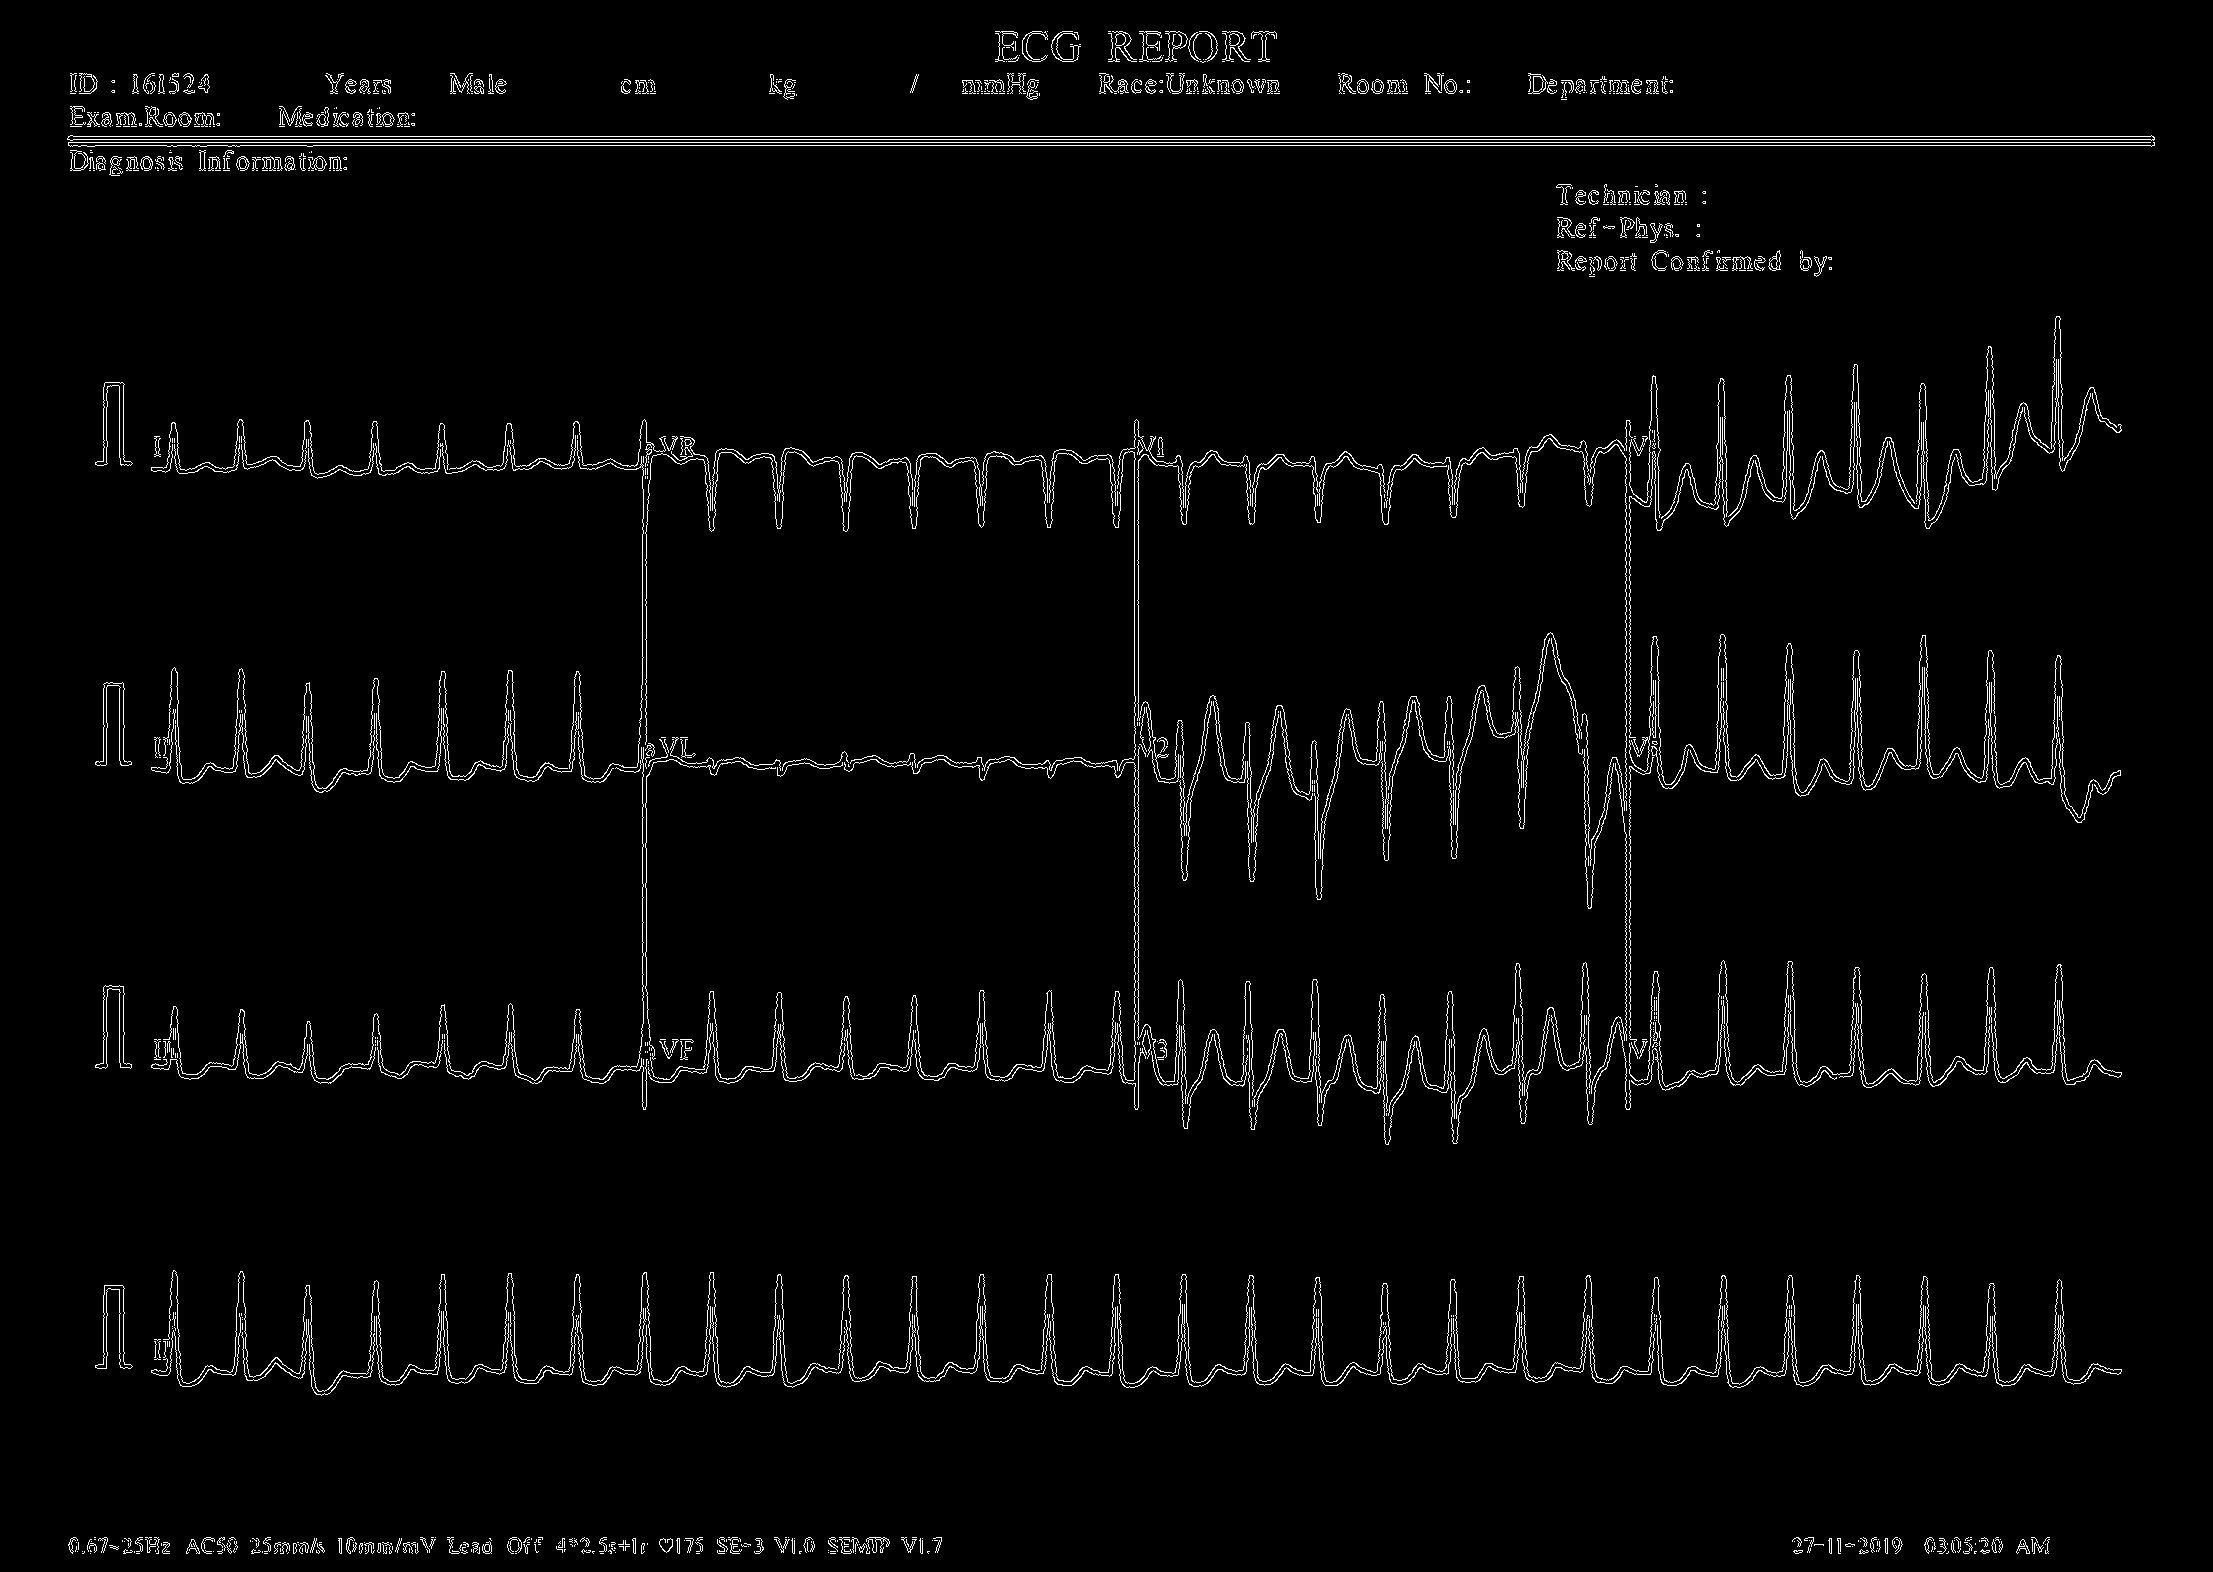 ECG REPORT
ID : 161524 Years Male cm kg / mmHg Race:Unknown Room No.: Department:
Exam.Room: Medication:
Diagnosis Information:
Technician :
Ref-Phys. :
Report Confirmed by:
I aVR V1
II aVL V2
III aVF V3
II
0.67~25Hz AC50 25mm/s 10mm/mV Lead Off 4*2.5s+1r ♡175 SE-3 V1.0 SEMIP V1.7
27-11-2019 03:05:20 AM